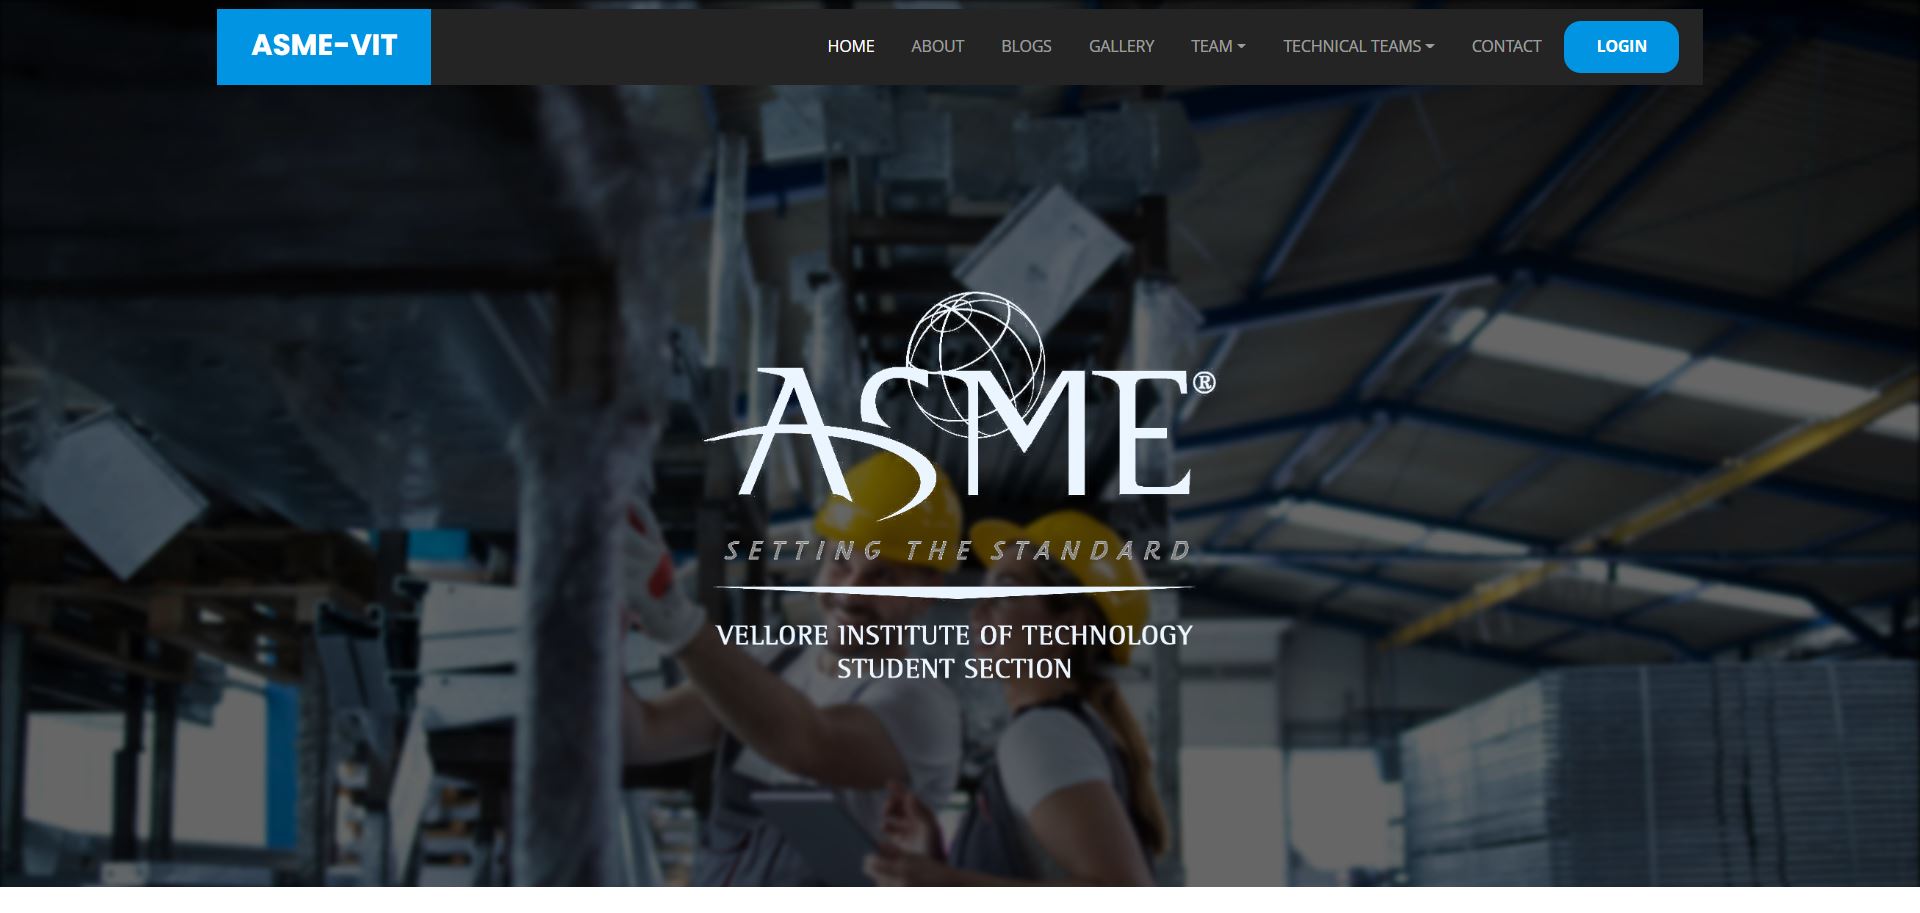 ASME-VIT
HOME ABOUT BLOGS GALLERY TEAM TECHNICAL TEAMS CONTACT LOGIN
ASME®
SETTING THE STANDARD
VELLORE INSTITUTE OF TECHNOLOGY
STUDENT SECTION